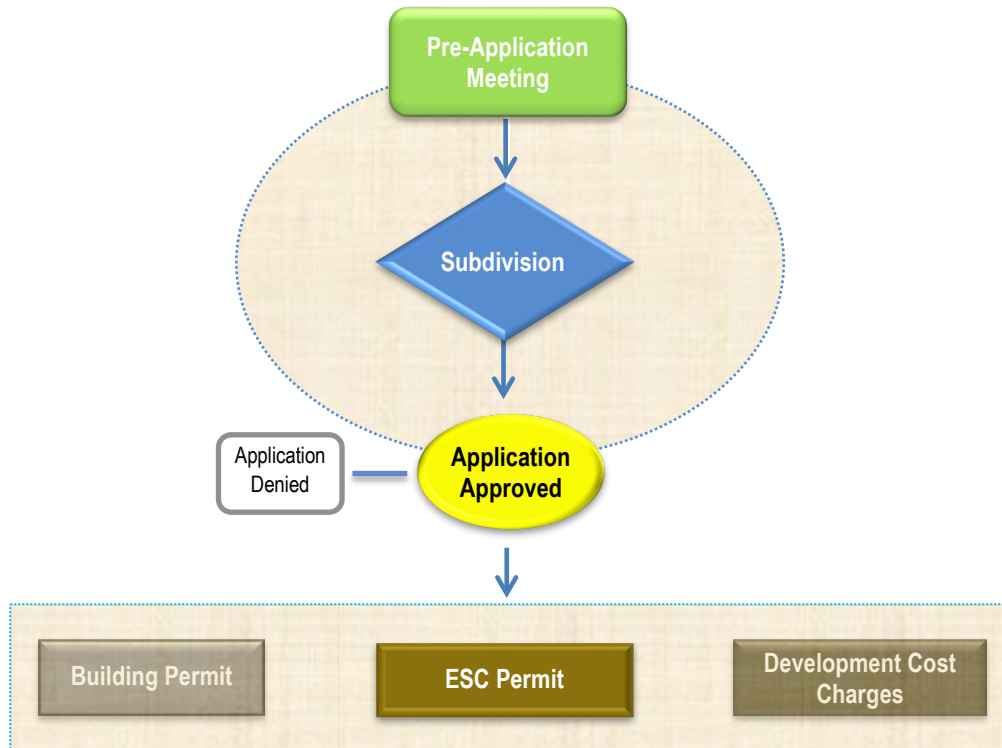 Pre-Application
Meeting
Subdivision
Application
Denied
Application
Approved
Building Permit
ESC Permit
Development Cost
Charges